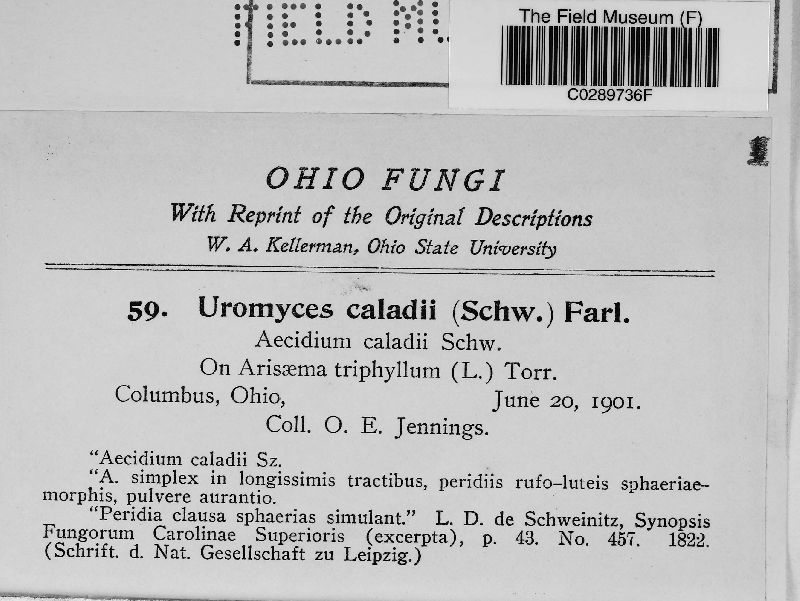 FIELD MU
The Field Museum (F)
C0289736F
OHIO FUNGI
With Reprint of the Original Descriptions
W. A. Kellerman, Ohio State University
59. Uromyces caladii (Schw.) Farl.
Aecidium caladii Schw.
On Arisæma triphyllum (L.) Torr.
Columbus, Ohio, June 20, 1901.
Coll. O. E. Jennings.
"Aecidium caladii Sz.
"A. simplex in longissimis tractibus, peridiis rufo-luteis sphaeriae-
morphis, pulvere aurantio.
"Peridia clausa sphaerias simulant." L. D. de Schweinitz, Synopsis
Fungorum Carolinae Superioris (excerpta), p. 43. No. 457. 1822.
(Schrift. d. Nat. Gesellschaft zu Leipzig.)